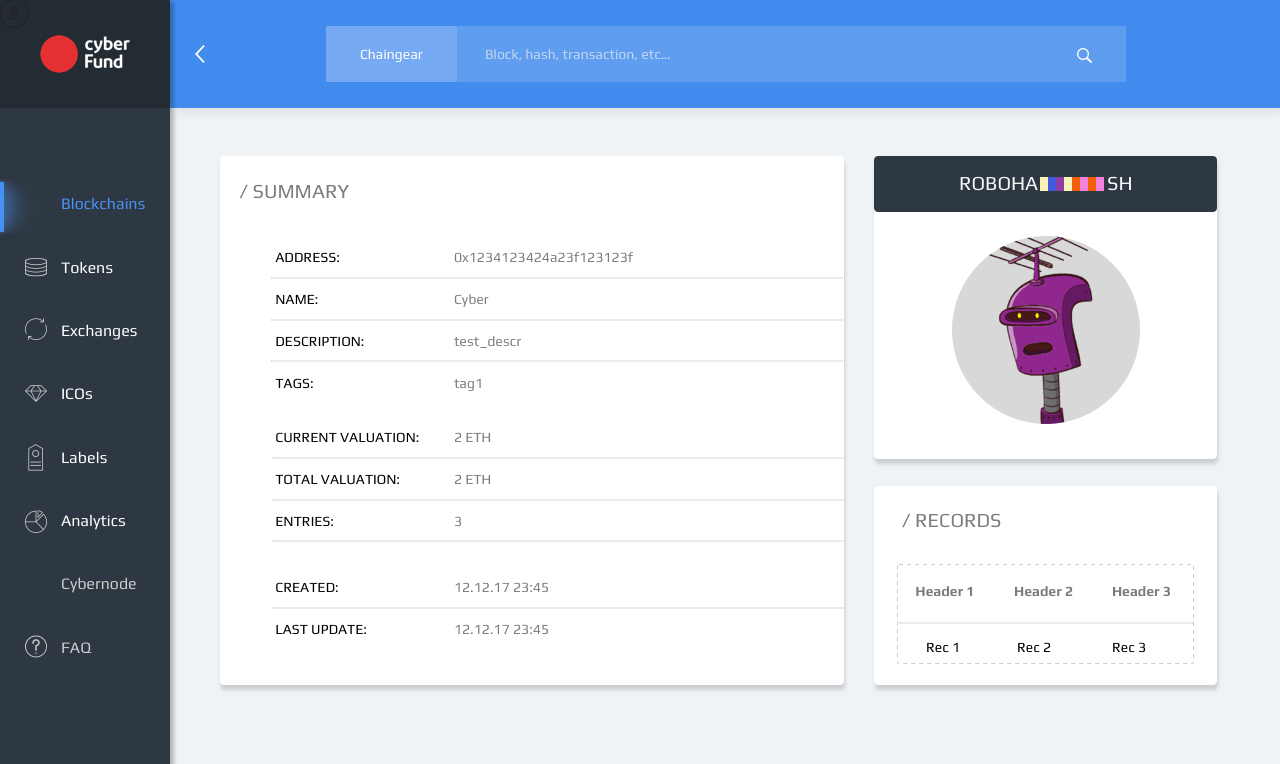 cyber
Fund
Chaingear
Block, hash, transaction, etc...
Blockchains
Tokens
Exchanges
ICOs
Labels
Analytics
Cybernode
FAQ
/ SUMMARY
ADDRESS: 0x1234123424a23f123123f
NAME: Cyber
DESCRIPTION: test_descr
TAGS: tag1
CURRENT VALUATION: 2 ETH
TOTAL VALUATION: 2 ETH
ENTRIES: 3
CREATED: 12.12.17 23:45
LAST UPDATE: 12.12.17 23:45
ROBOHA SH
/ RECORDS
Header 1 Header 2 Header 3
Rec 1 Rec 2 Rec 3